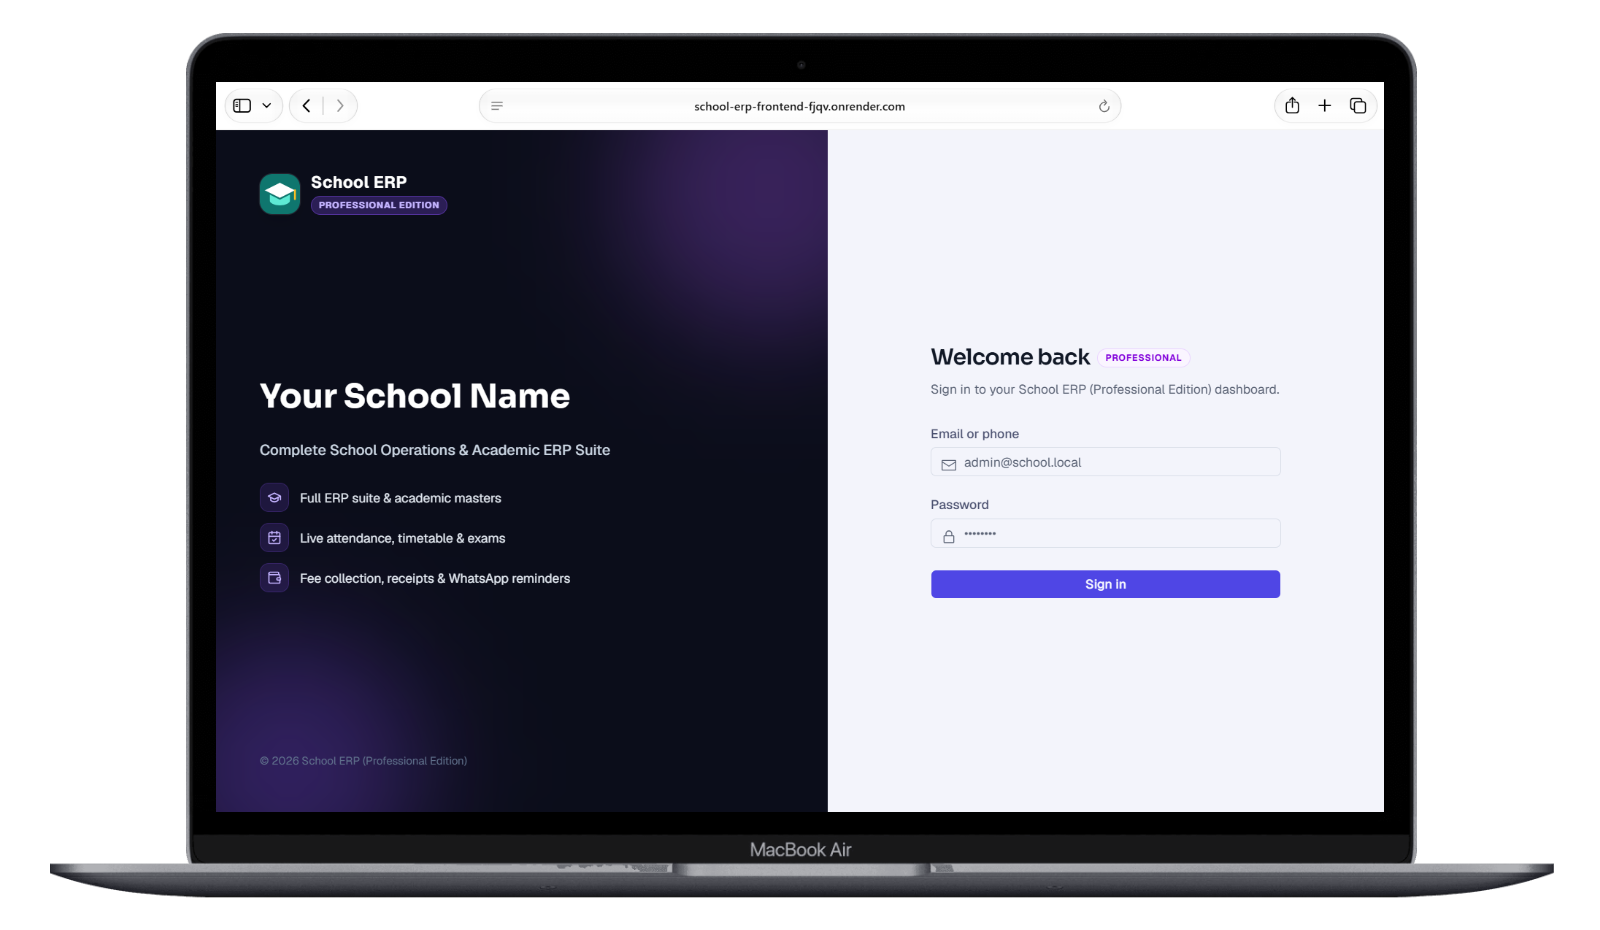 school-erp-frontend-fjqv.onrender.com
School ERP
PROFESSIONAL EDITION
Your School Name
Complete School Operations & Academic ERP Suite
Full ERP suite & academic masters
Live attendance, timetable & exams
Fee collection, receipts & WhatsApp reminders
© 2026 School ERP (Professional Edition)
Welcome back PROFESSIONAL
Sign in to your School ERP (Professional Edition) dashboard.
Email or phone
admin@school.local
Password
••••••••
Sign in
MacBook Air